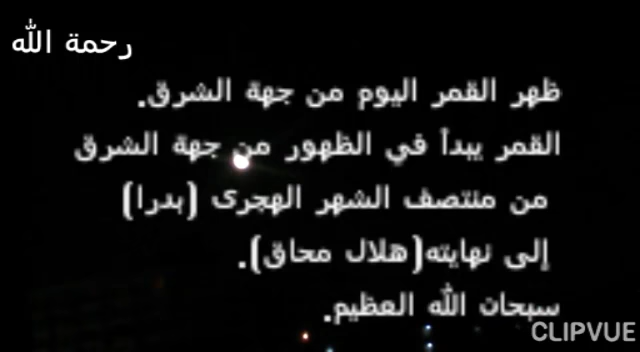 رحمة الله
ظهر القمر اليوم من جهة الشرق.
القمر يبدأ في الظهور من جهة الشرق
من منتصف الشهر الهجرى (بدرا)
إلى نهايته(هلال محاق).
سبحان الله العظيم.
CLIPVUE